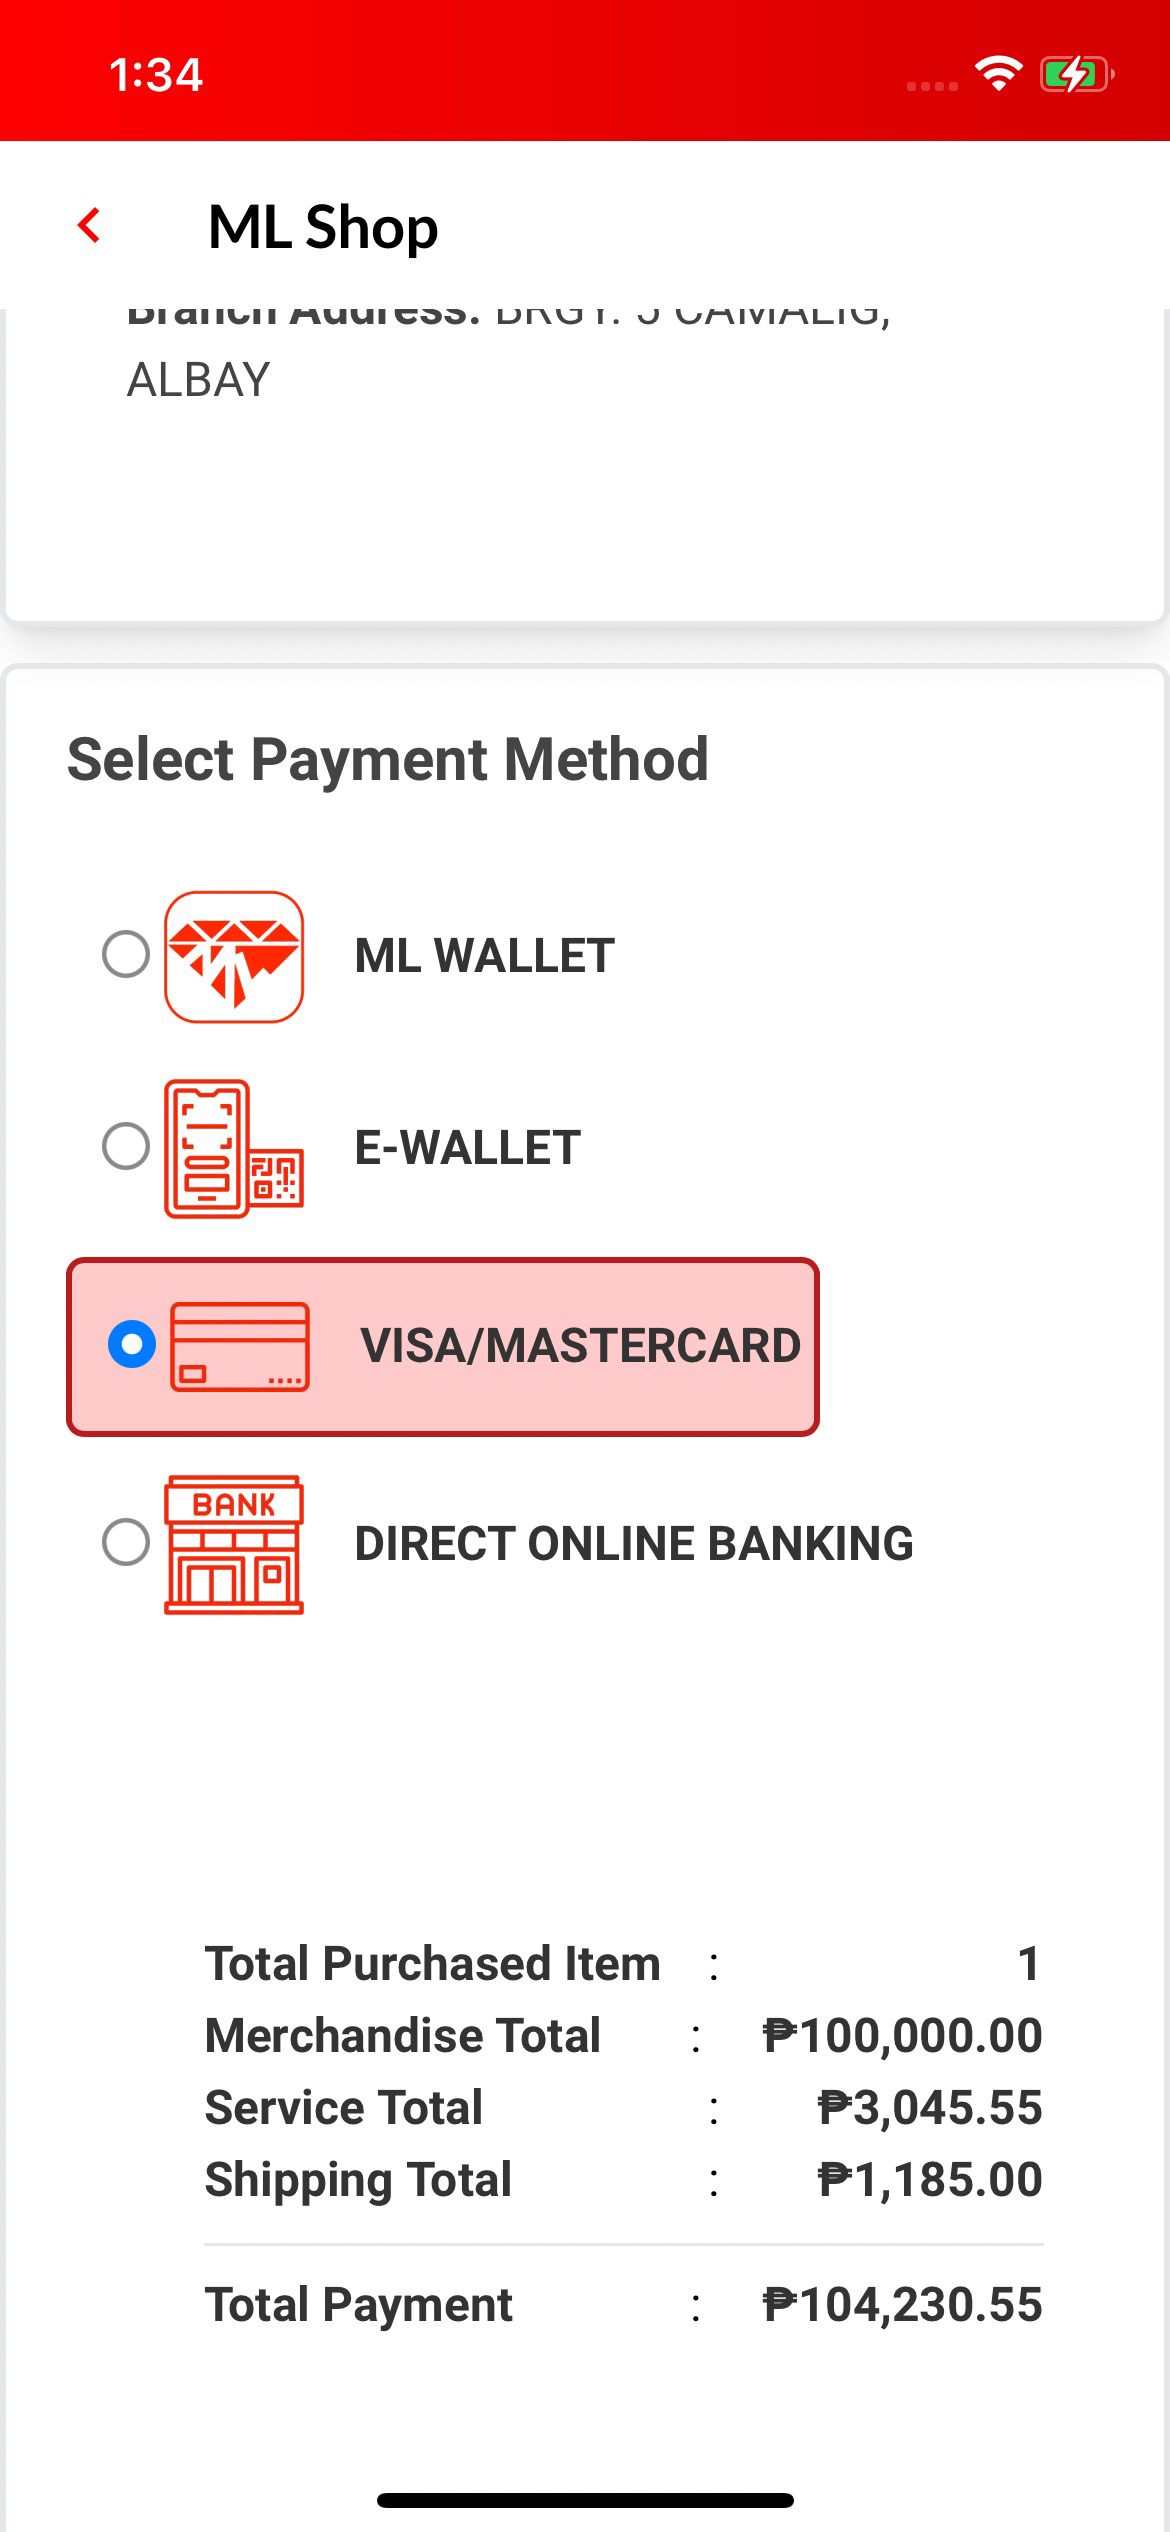 1:34
ML Shop
Branch Address: BRGY. 5 CAMALIG,
ALBAY
Select Payment Method
ML WALLET
E-WALLET
VISA/MASTERCARD
BANK
DIRECT ONLINE BANKING
Total Purchased Item : 1
Merchandise Total : ₱100,000.00
Service Total : ₱3,045.55
Shipping Total : ₱1,185.00
Total Payment : ₱104,230.55